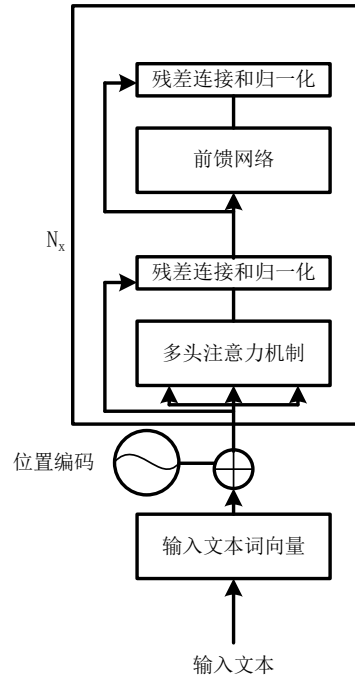 残差连接和归一化
前馈网络
Nx
残差连接和归一化
多头注意力机制
位置编码
输入文本词向量
输入文本